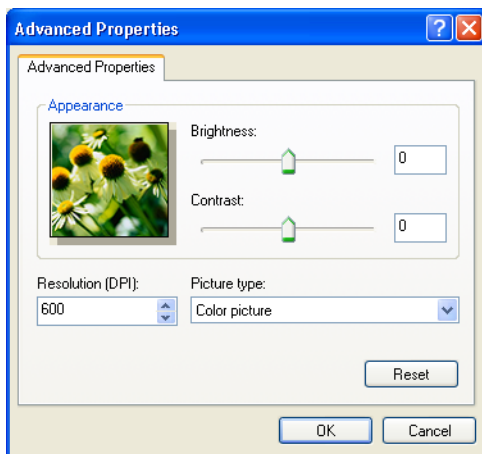 Advanced Properties
Advanced Properties
Appearance
Brightness:
0
Contrast:
0
Resolution (DPI): Picture type:
600 Color picture
Reset
OK Cancel